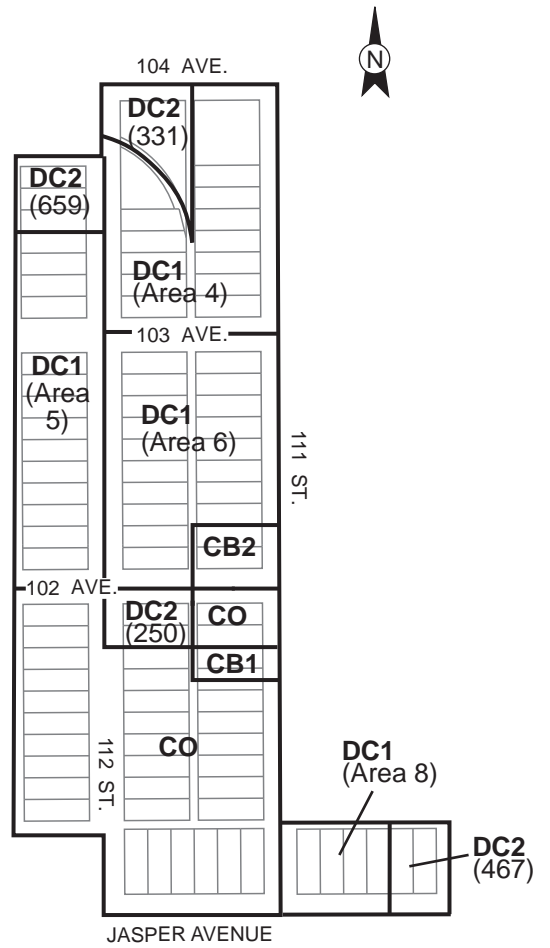 104 AVE.
N
DC2
(331)
DC2
(659)
DC1
(Area 4)
103 AVE.
DC1
(Area
5)
DC1
(Area 6)
111 ST.
CB2
102 AVE.
DC2
(250)
CO
CB1
CO
112 ST.
DC1
(Area 8)
DC2
(467)
JASPER AVENUE